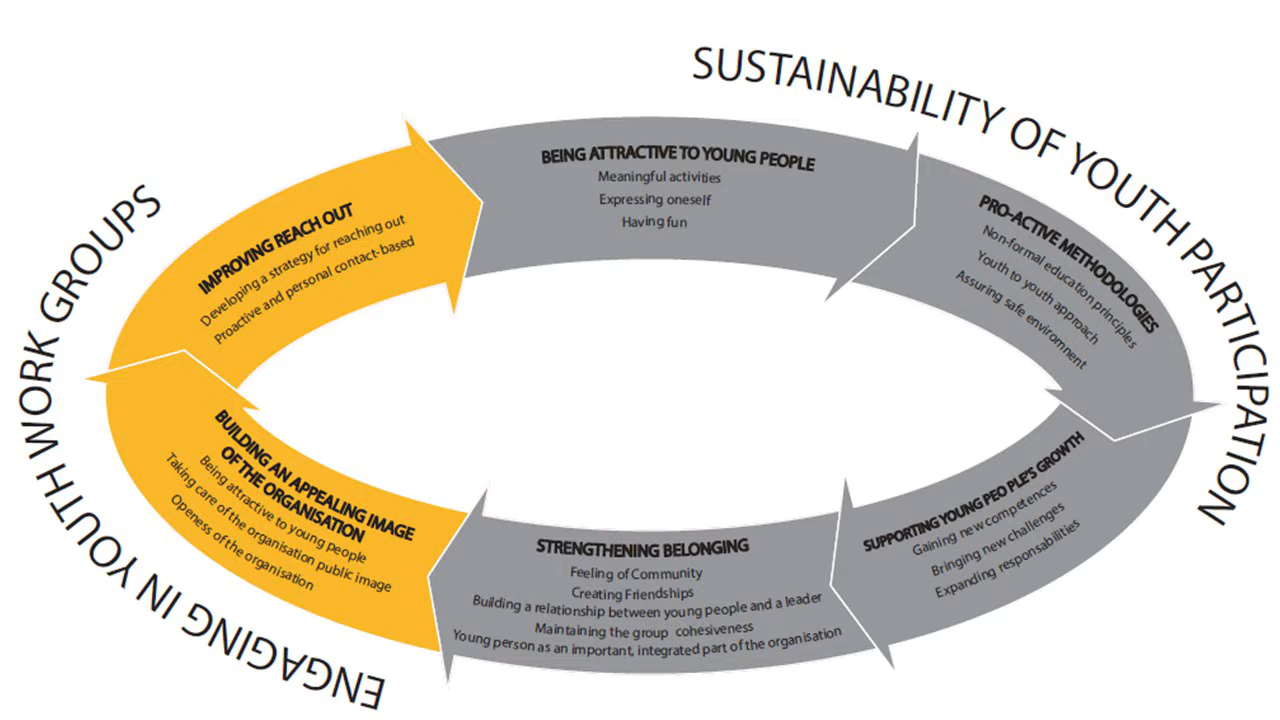 SUSTAINABILITY OF YOUTH PARTICIPATION
ENGAGING IN YOUTH WORK GROUPS
IMPROVING REACH OUT
Developing a strategy for reaching out
Proactive and personal contact-based
BEING ATTRACTIVE TO YOUNG PEOPLE
Meaningful activities
Expressing oneself
Having fun
PRO-ACTIVE METHODOLOGIES
Non-formal education principles
Youth to youth approach
Assuring safe enviromnent
SUPPORTING YOUNG PEO PLE'S GROWTH
Gaining new competences
Bringing new challenges
Expanding responsabilities
STRENGTHENING BELONGING
Feeling of Community
Creating Friendships
Building a relationship between young people and a leader
Maintaining the group cohesiveness
Young person as an important, integrated part of the organisation
BUILDING AN APPEALING IMAGE
OF THE ORGANISATION
Being attractive to young people
Taking care of the organisation public image
Openess of the organisation